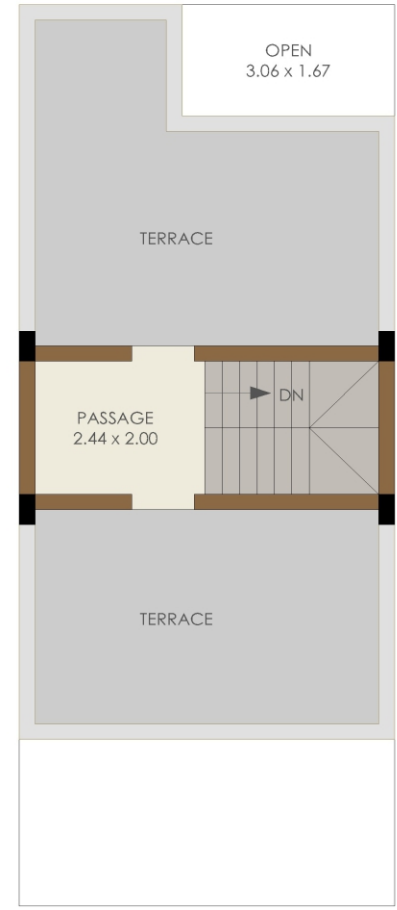 OPEN
3.06 x 1.67
TERRACE
DN
PASSAGE
2.44 x 2.00
TERRACE